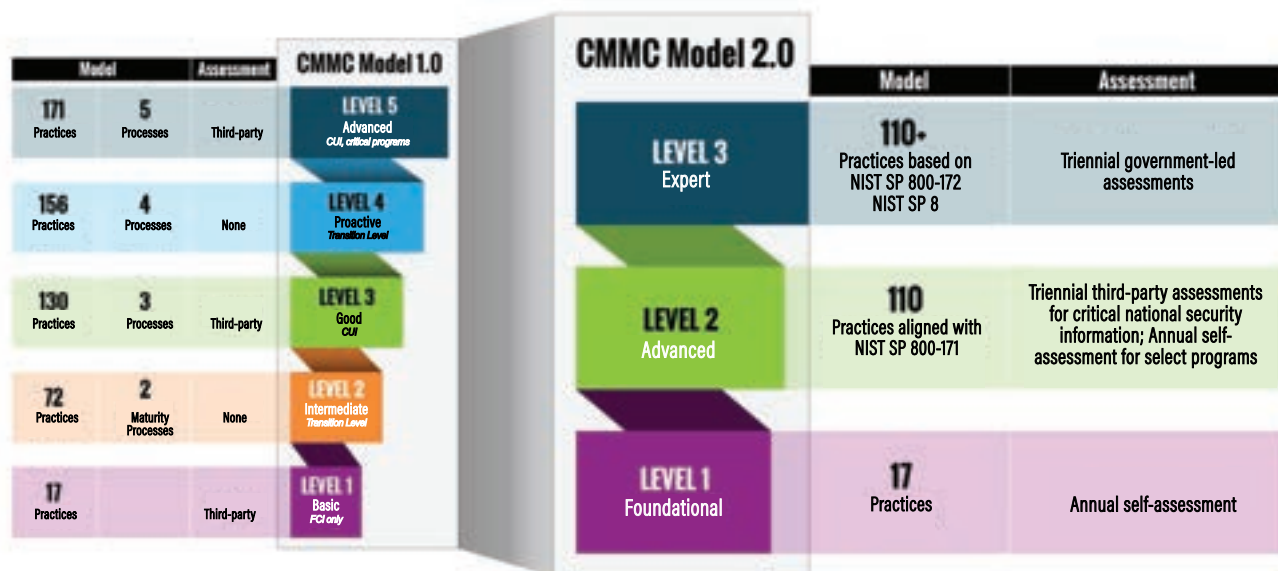 CMMC Model 1.0
Model Assessment
171 5
Practices Processes Third-party
LEVEL 5
Advanced
CUI, critical programs
156 4
Practices Processes None
LEVEL 4
Proactive
Transition Level
130 3
Practices Processes Third-party
LEVEL 3
Good
CUI
72 2
Practices Maturity
Processes
None
LEVEL 2
Intermediate
Transition Level
17
Practices Third-party
LEVEL 1
Basic
FCI only
CMMC Model 2.0
Model Assessment
LEVEL 3
Expert
110+
Practices based on
NIST SP 800-172
NIST SP 8
Triennial government-led
assessments
LEVEL 2
Advanced
110
Practices aligned with
NIST SP 800-171
Triennial third-party assessments
for critical national security
information; Annual self-
assessment for select programs
LEVEL 1
Foundational
17
Practices
Annual self-assessment